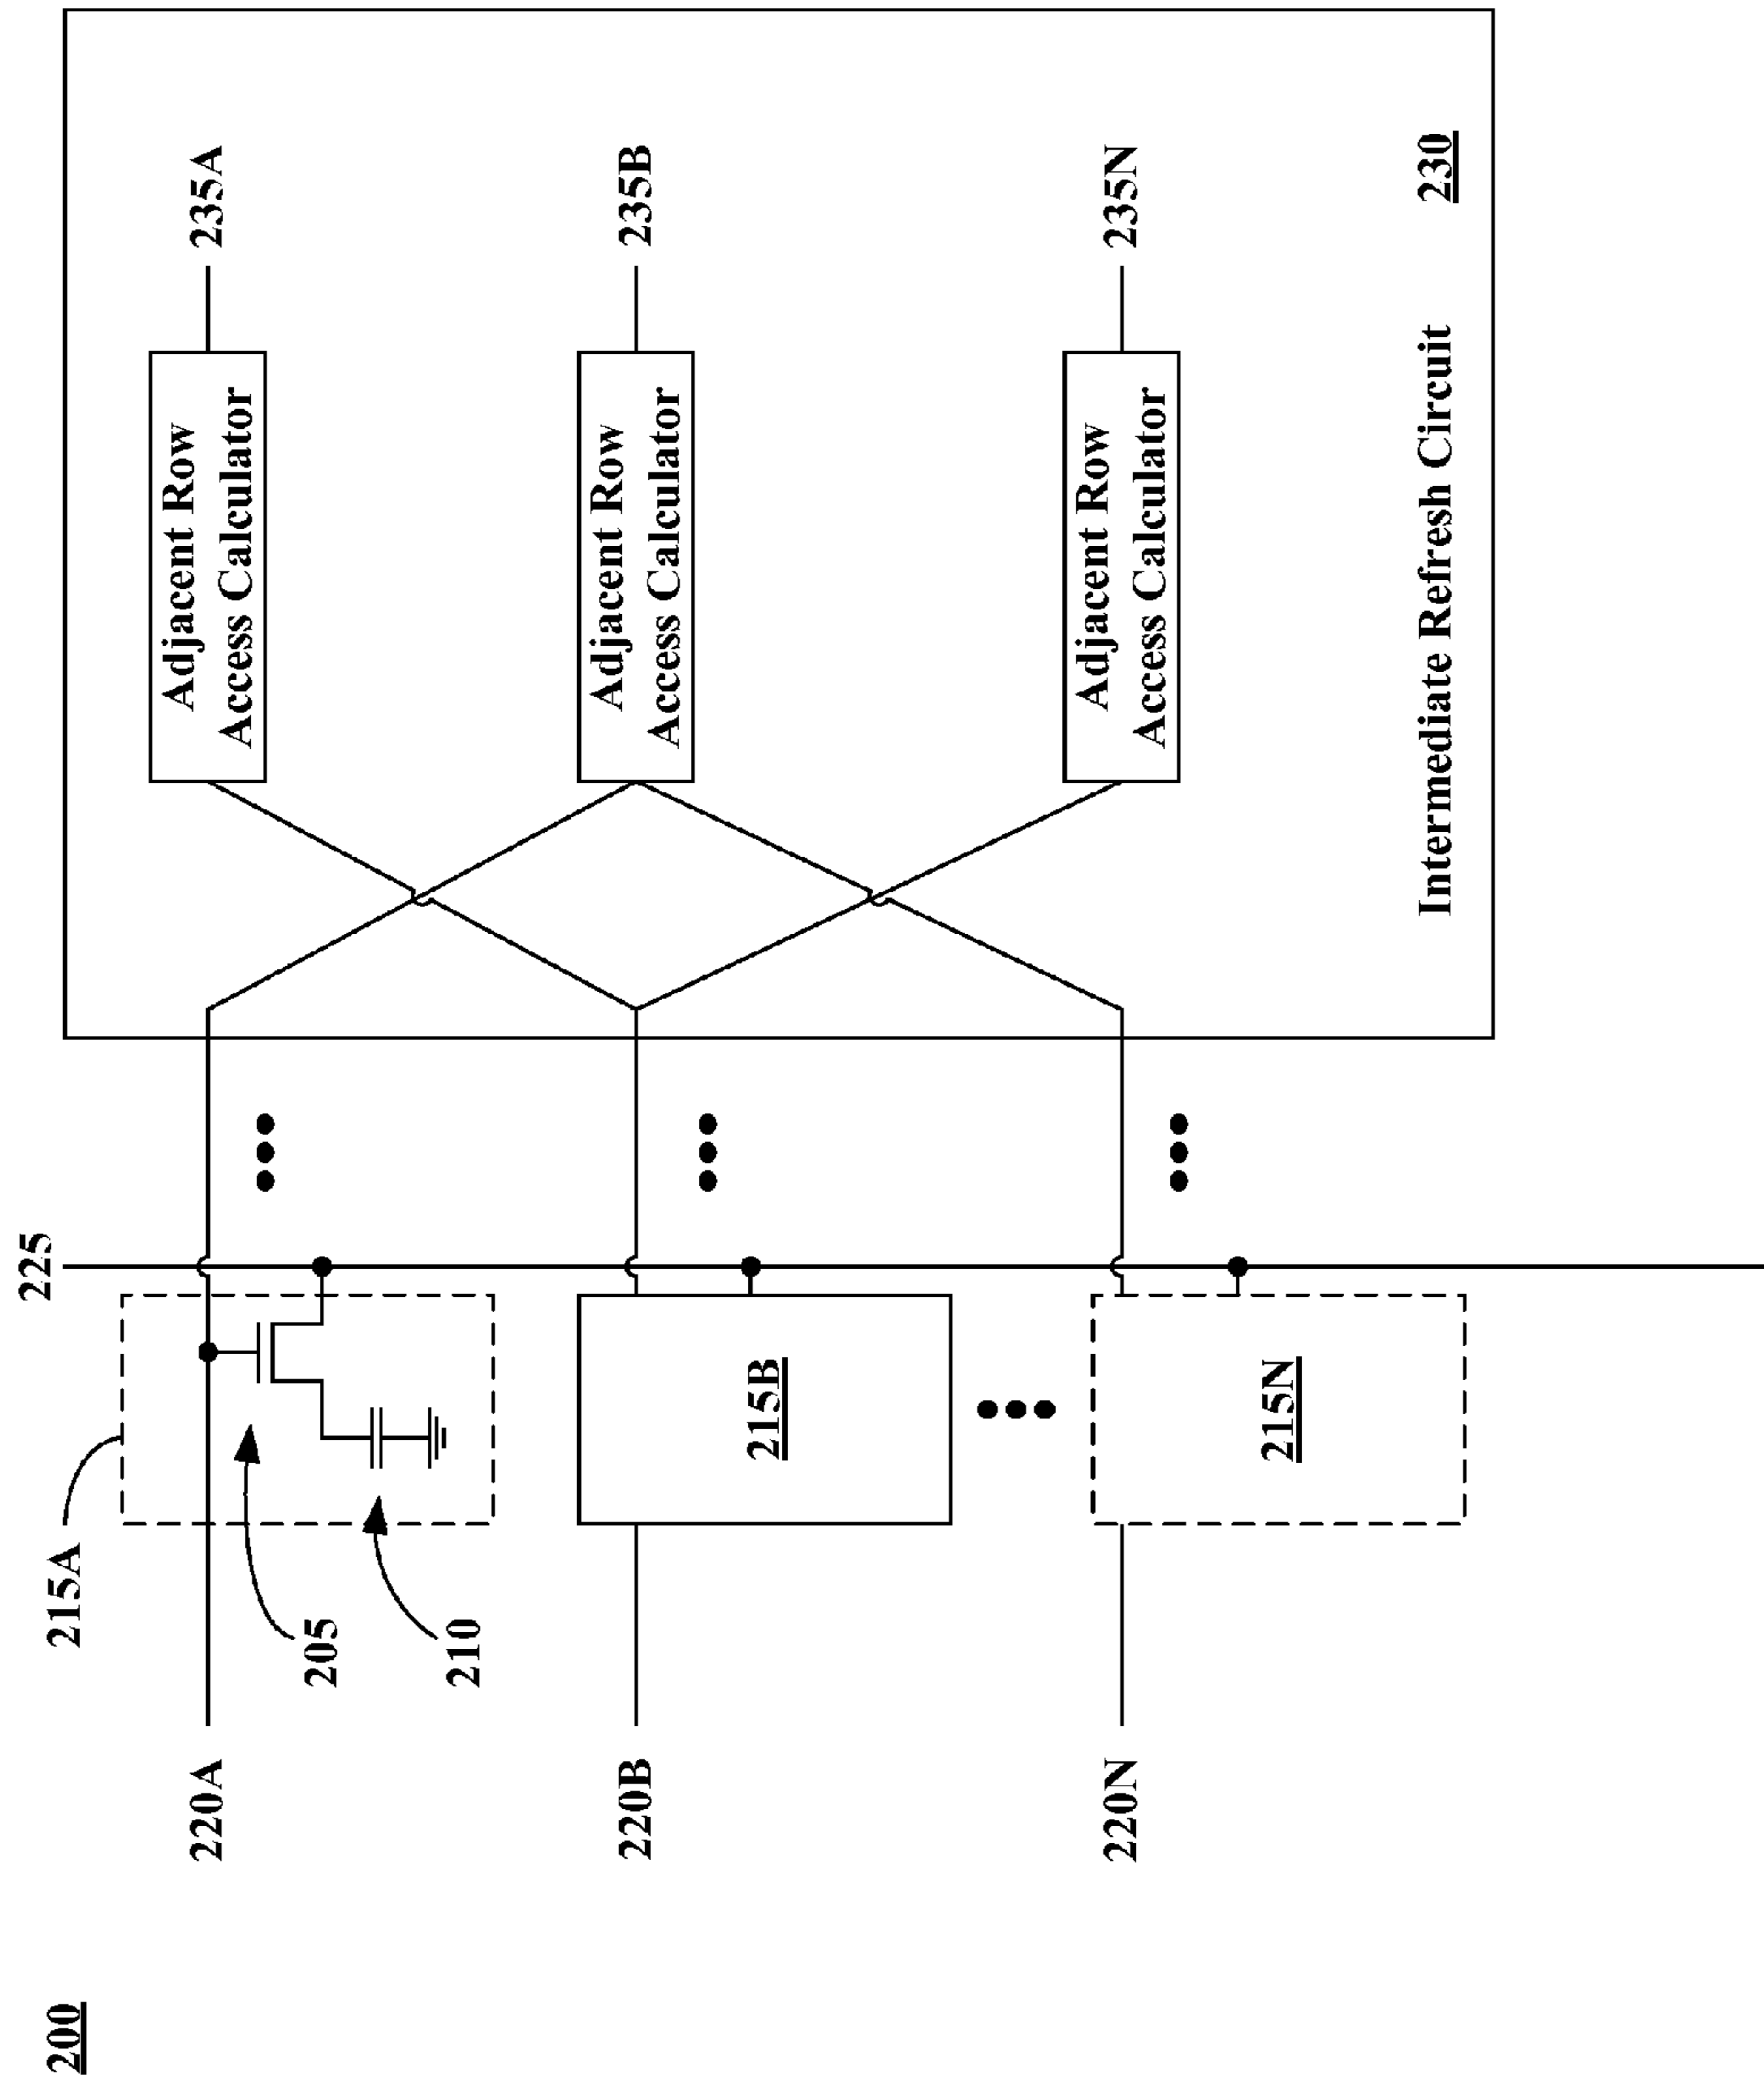 200
225
215A
205
210
220A
220B
220N
215B
215N
Adjacent Row
Access Calculator
235A
Adjacent Row
Access Calculator
235B
Adjacent Row
Access Calculator
235N
Intermediate Refresh Circuit 230